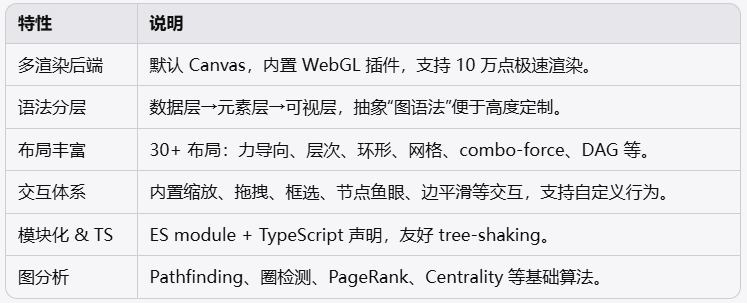 特性 说明
多渲染后端 默认 Canvas，内置 WebGL 插件，支持 10 万点极速渲染。
语法分层 数据层→元素层→可视层，抽象“图语法”便于高度定制。
布局丰富 30+ 布局：力导向、层次、环形、网格、combo-force、DAG 等。
交互体系 内置缩放、拖拽、框选、节点鱼眼、边平滑等交互，支持自定义行为。
模块化 & TS ES module + TypeScript 声明，友好 tree-shaking。
图分析 Pathfinding、圈检测、PageRank、Centrality 等基础算法。